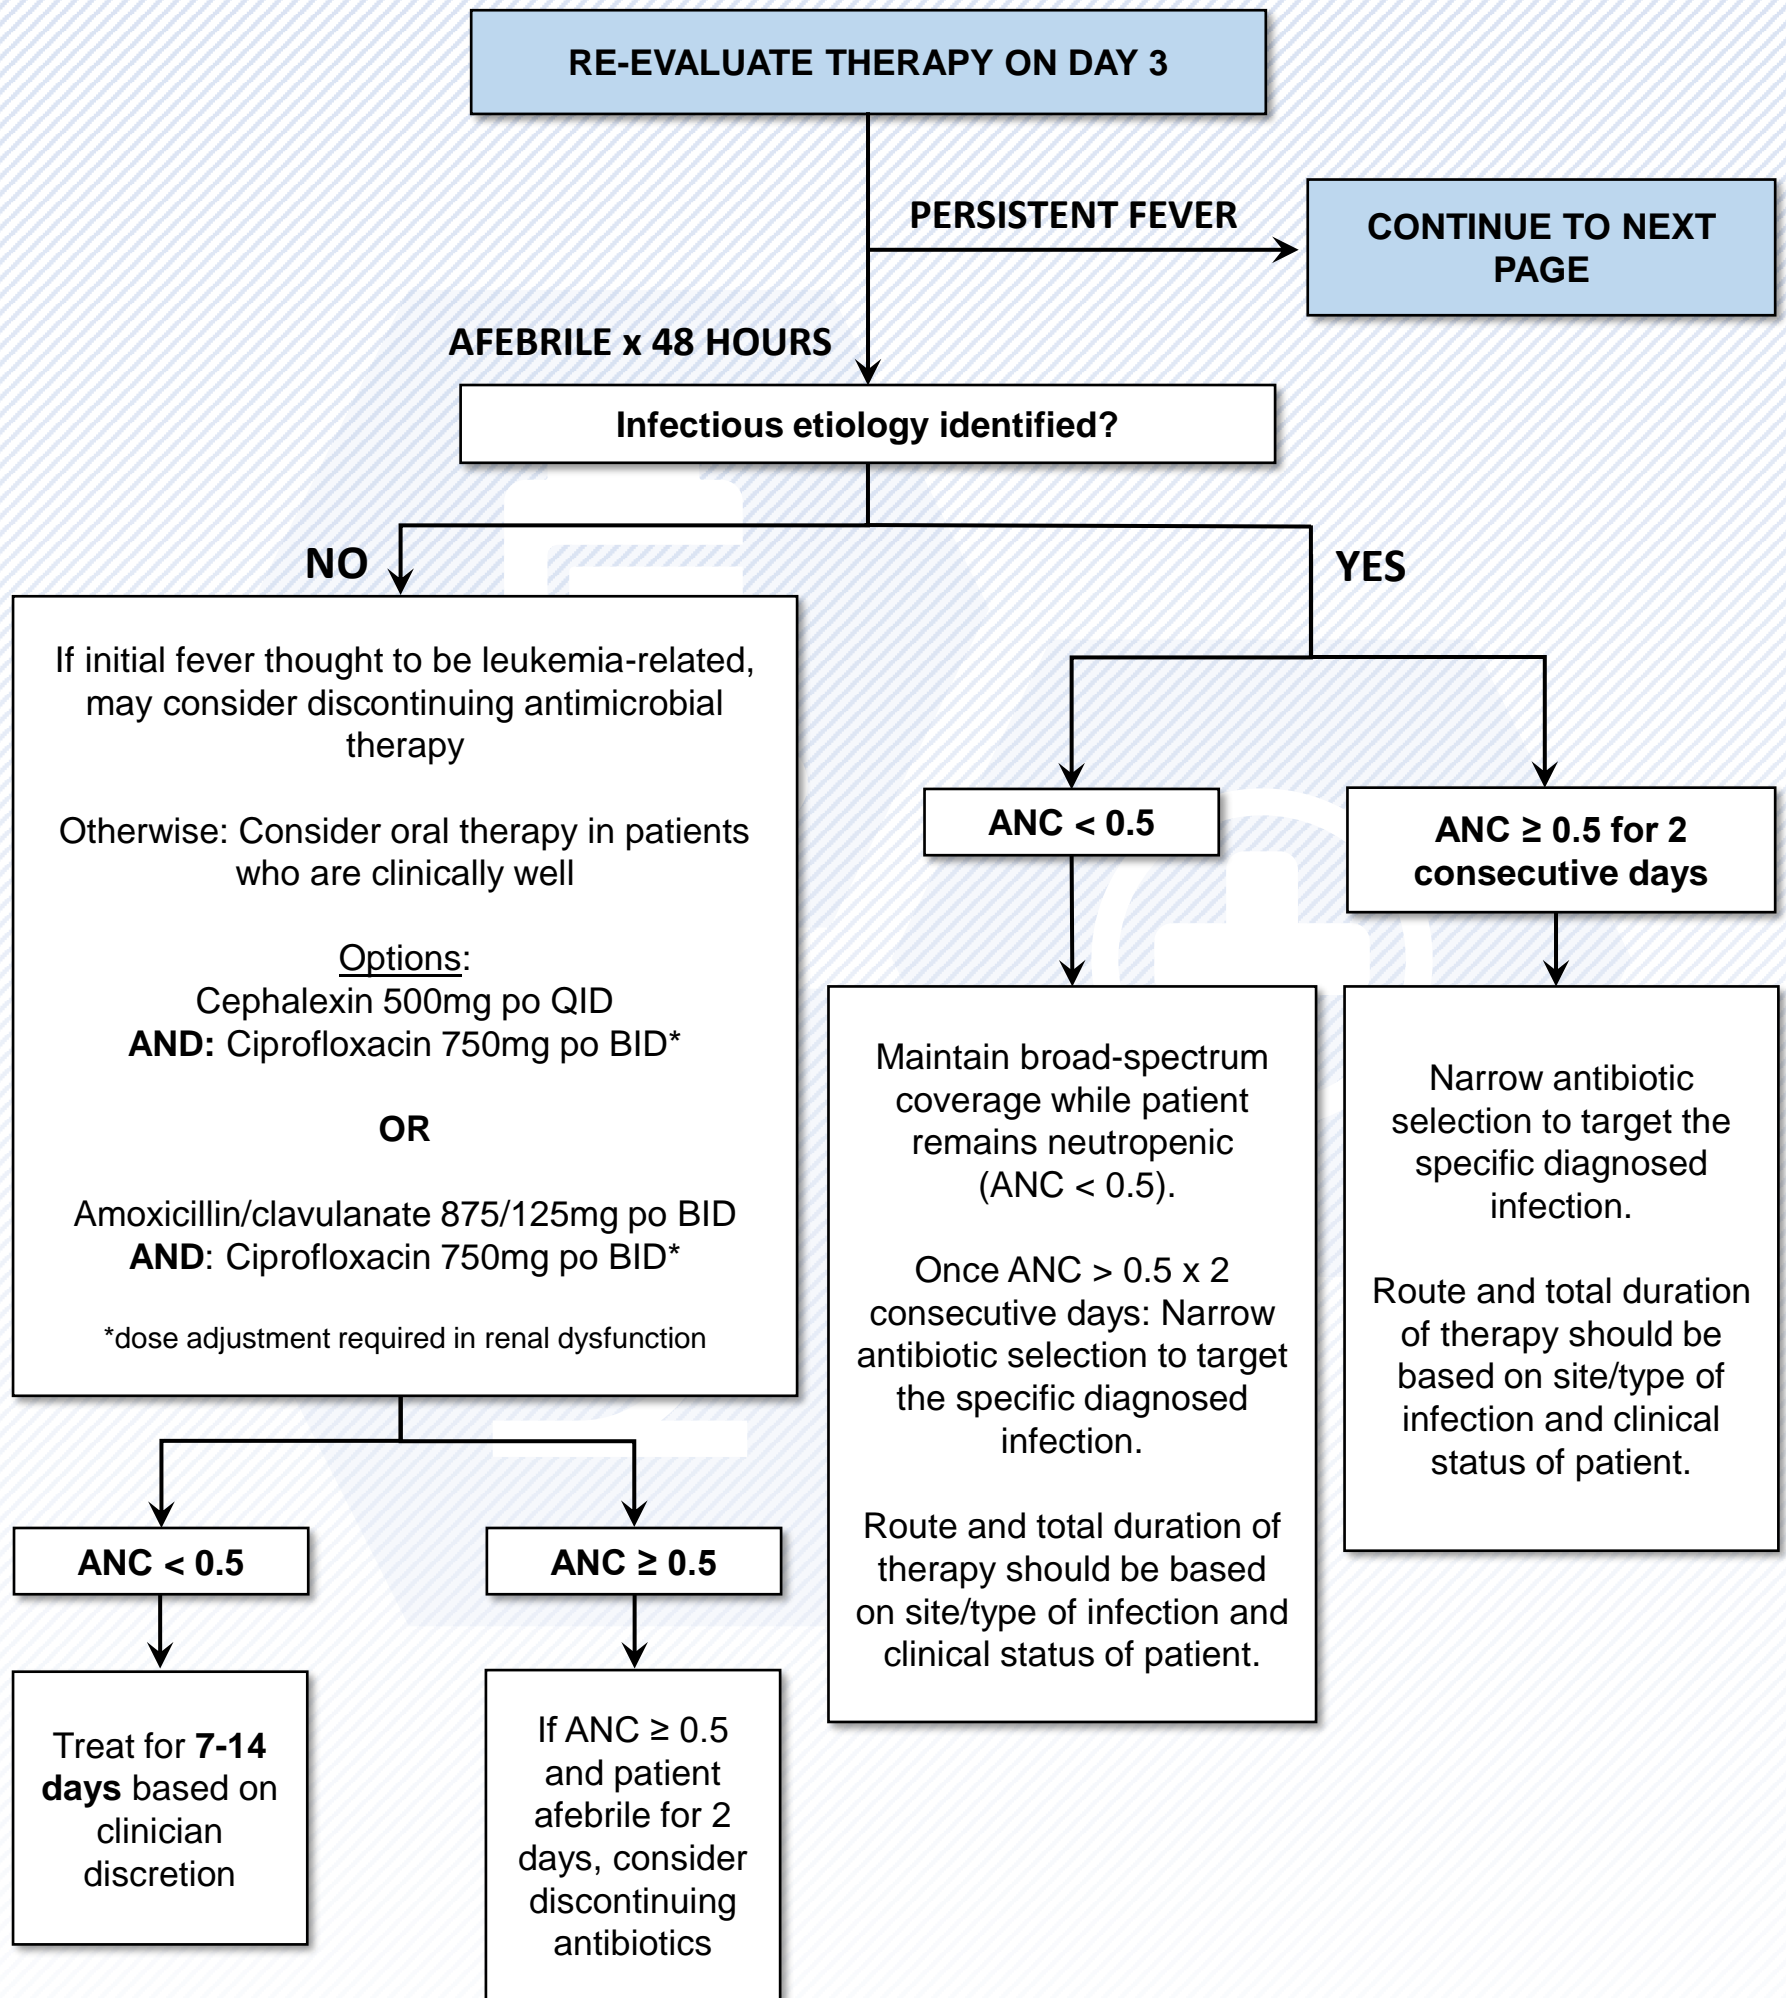 RE-EVALUATE THERAPY ON DAY 3
PERSISTENT FEVER
CONTINUE TO NEXT
PAGE
AFEBRILE x 48 HOURS
Infectious etiology identified?
NO
YES
If initial fever thought to be leukemia-related,
may consider discontinuing antimicrobial
therapy
Otherwise: Consider oral therapy in patients
who are clinically well
Options:
Cephalexin 500mg po QID
AND: Ciprofloxacin 750mg po BID*
OR
Amoxicillin/clavulanate 875/125mg po BID
AND: Ciprofloxacin 750mg po BID*
*dose adjustment required in renal dysfunction
ANC < 0.5
Treat for 7-14
days based on
clinician
discretion
ANC ≥ 0.5
If ANC ≥ 0.5
and patient
afebrile for 2
days, consider
discontinuing
antibiotics
ANC < 0.5
Maintain broad-spectrum
coverage while patient
remains neutropenic
(ANC < 0.5).
Once ANC > 0.5 x 2
consecutive days: Narrow
antibiotic selection to target
the specific diagnosed
infection.
Route and total duration of
therapy should be based
on site/type of infection and
clinical status of patient.
ANC ≥ 0.5 for 2
consecutive days
Narrow antibiotic
selection to target the
specific diagnosed
infection.
Route and total duration
of therapy should be
based on site/type of
infection and clinical
status of patient.